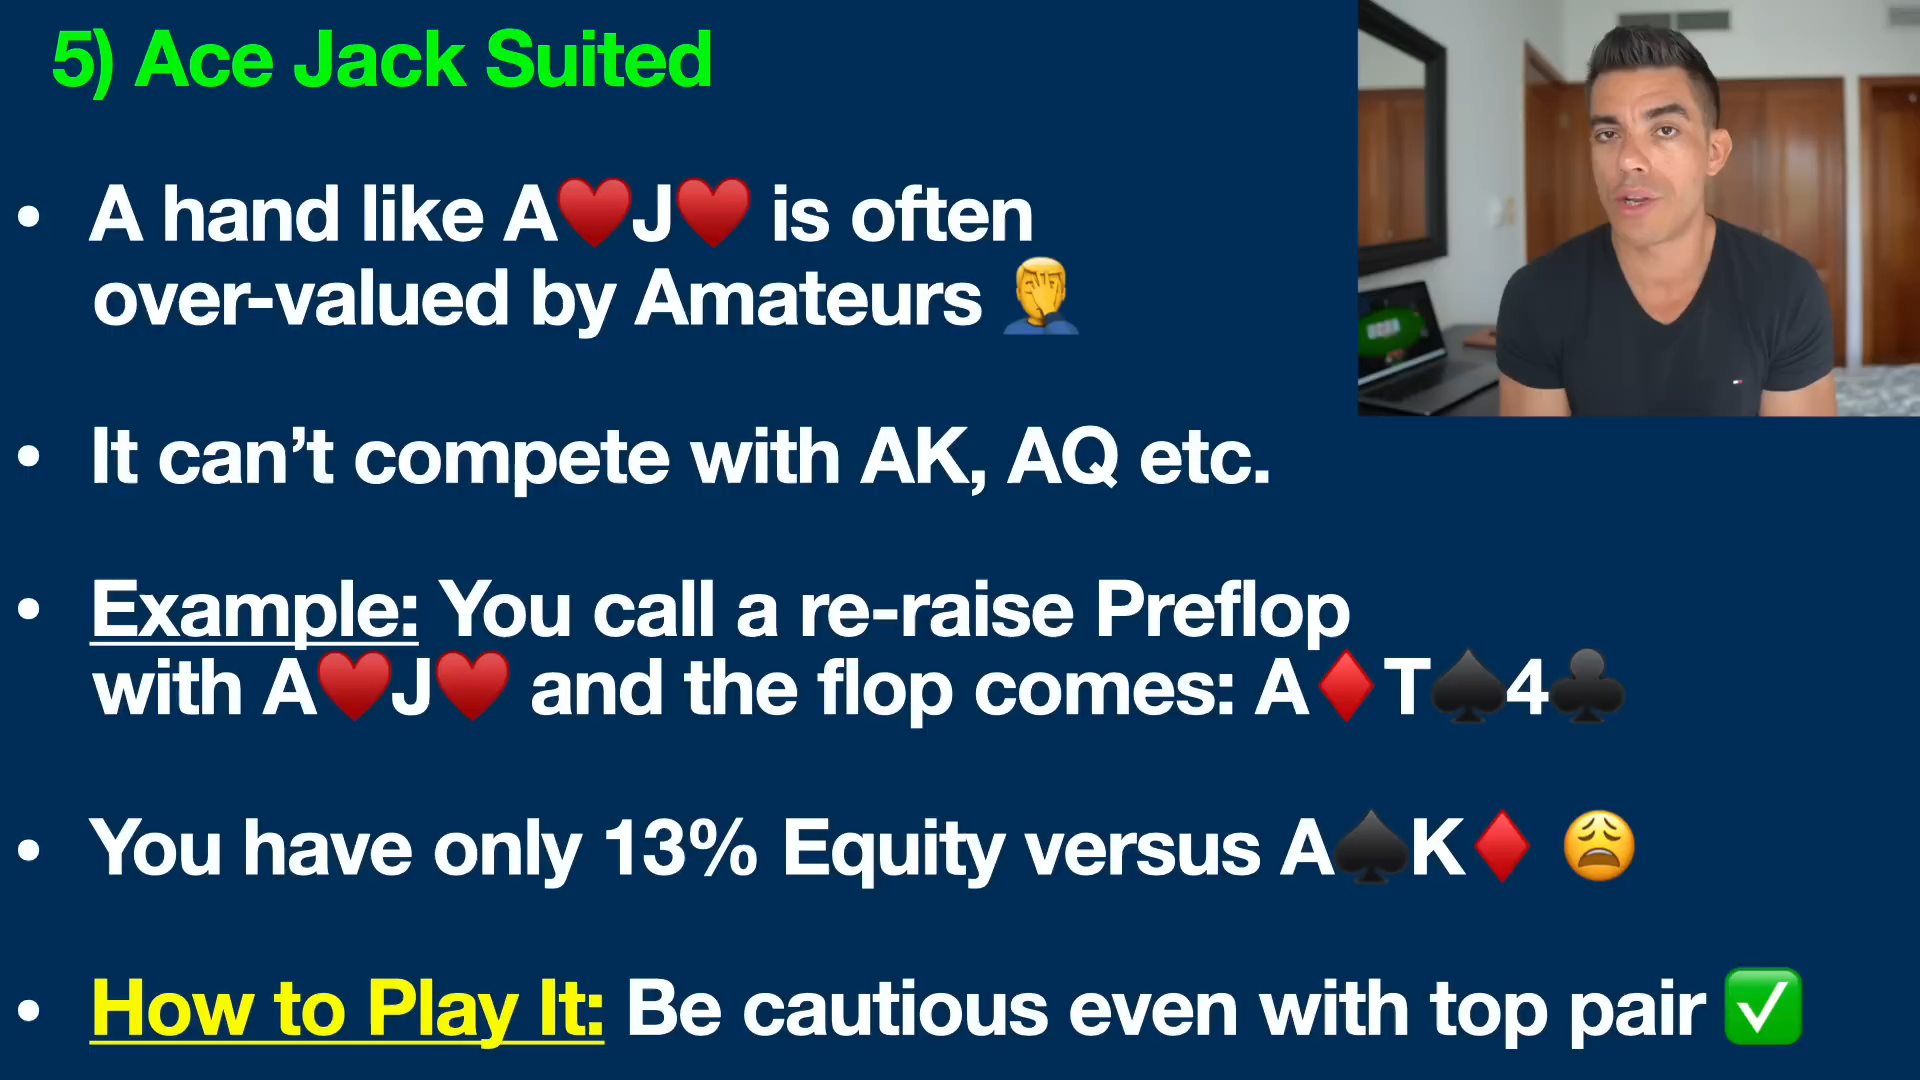 5) Ace Jack Suited
• A hand like A♥️J♥️ is often
over-valued by Amateurs 🤦‍♂️
• It can’t compete with AK, AQ etc.
• Example: You call a re-raise Preflop
with A♥️J♥️ and the flop comes: A♦️T♠️4♣️
• You have only 13% Equity versus A♠️K♦️ 😩
• How to Play It: Be cautious even with top pair ✅